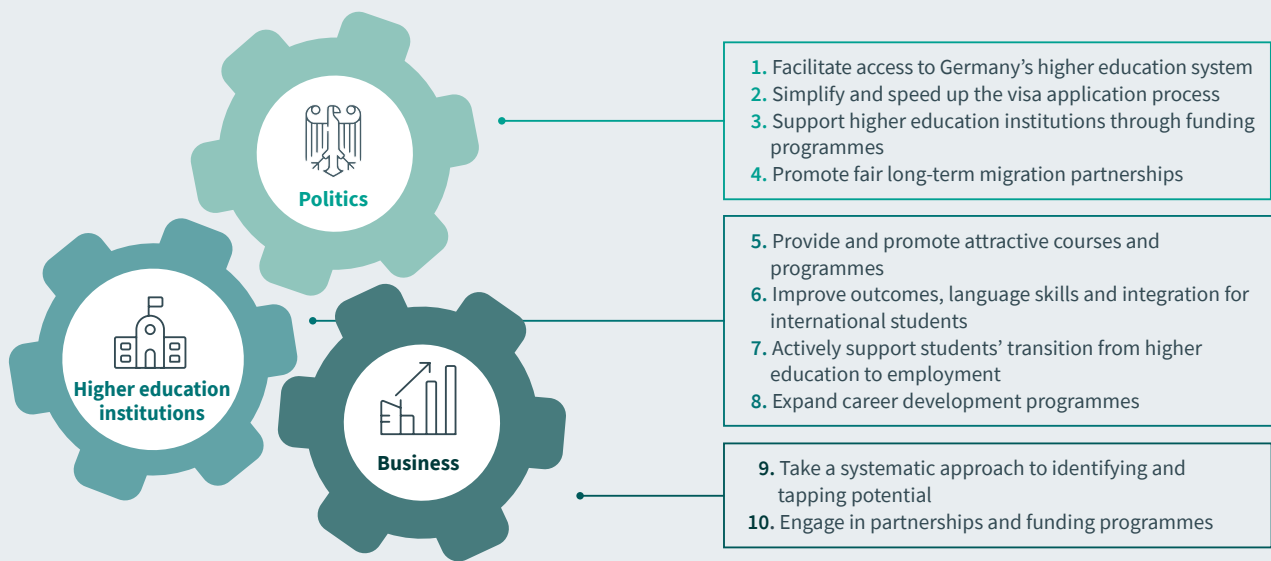 Politics
1. Facilitate access to Germany’s higher education system
2. Simplify and speed up the visa application process
3. Support higher education institutions through funding
programmes
4. Promote fair long-term migration partnerships
Higher education
institutions
5. Provide and promote attractive courses and
programmes
6. Improve outcomes, language skills and integration for
international students
7. Actively support students’ transition from higher
education to employment
8. Expand career development programmes
Business
9. Take a systematic approach to identifying and
tapping potential
10. Engage in partnerships and funding programmes